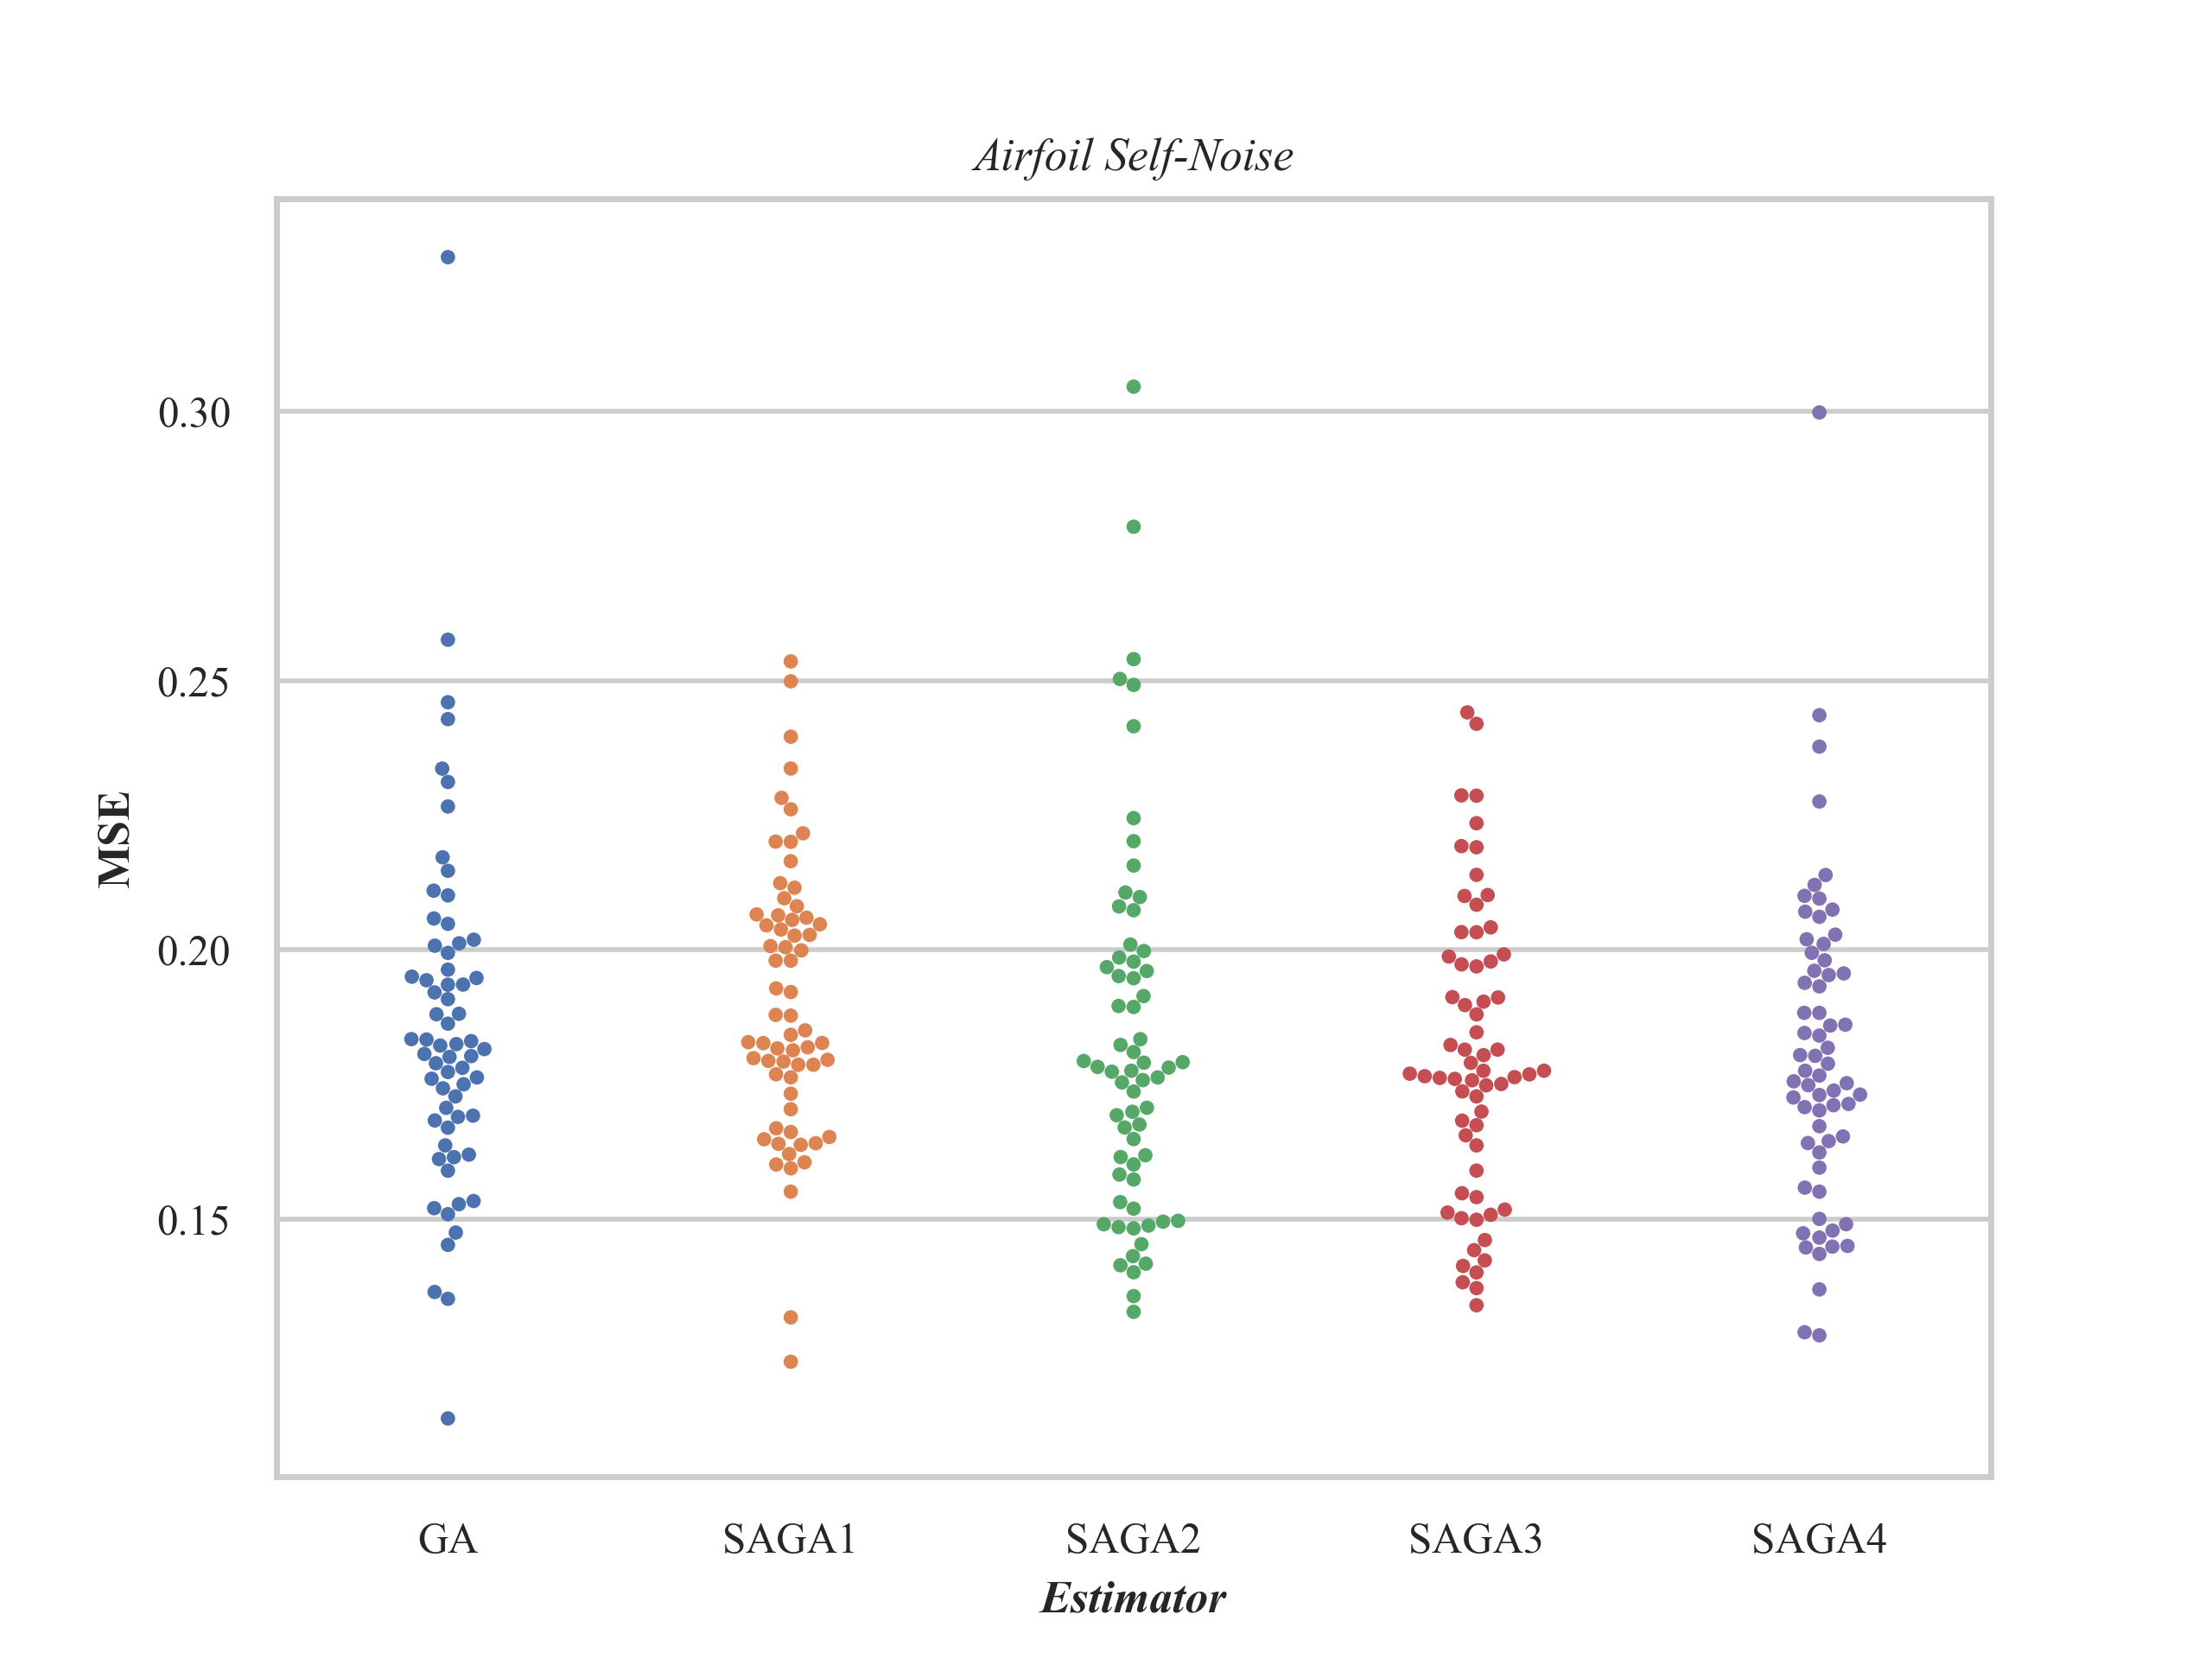 Airfoil Self-Noise
0.30
0.25
0.20
0.15
MSE
GA SAGA1 SAGA2 SAGA3 SAGA4
Estimator